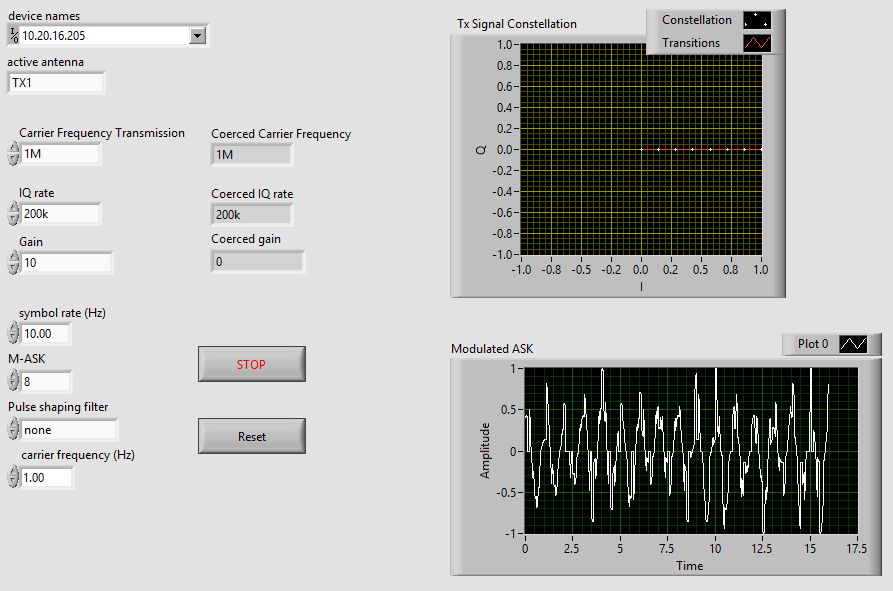 device names
10.20.16.205
active antenna
TX1
Carrier Frequency Transmission
1M
Coerced Carrier Frequency
1M
IQ rate
200k
Coerced IQ rate
200k
Gain
10
Coerced gain
0
symbol rate (Hz)
10.00
M-ASK
8
Pulse shaping filter
none
carrier frequency (Hz)
1.00
STOP
Reset
Tx Signal Constellation
Constellation
Transitions
1.0
0.8
0.6
0.4
0.2
0.0
-0.2
-0.4
-0.6
-0.8
-1.0
Q
-1.0 -0.8 -0.5 -0.2 0.0 0.2 0.5 0.8 1.0
I
Modulated ASK
Plot 0
1
0.5
0
-0.5
-1
Amplitude
0 2.5 5 7.5 10 12.5 15 17.5
Time